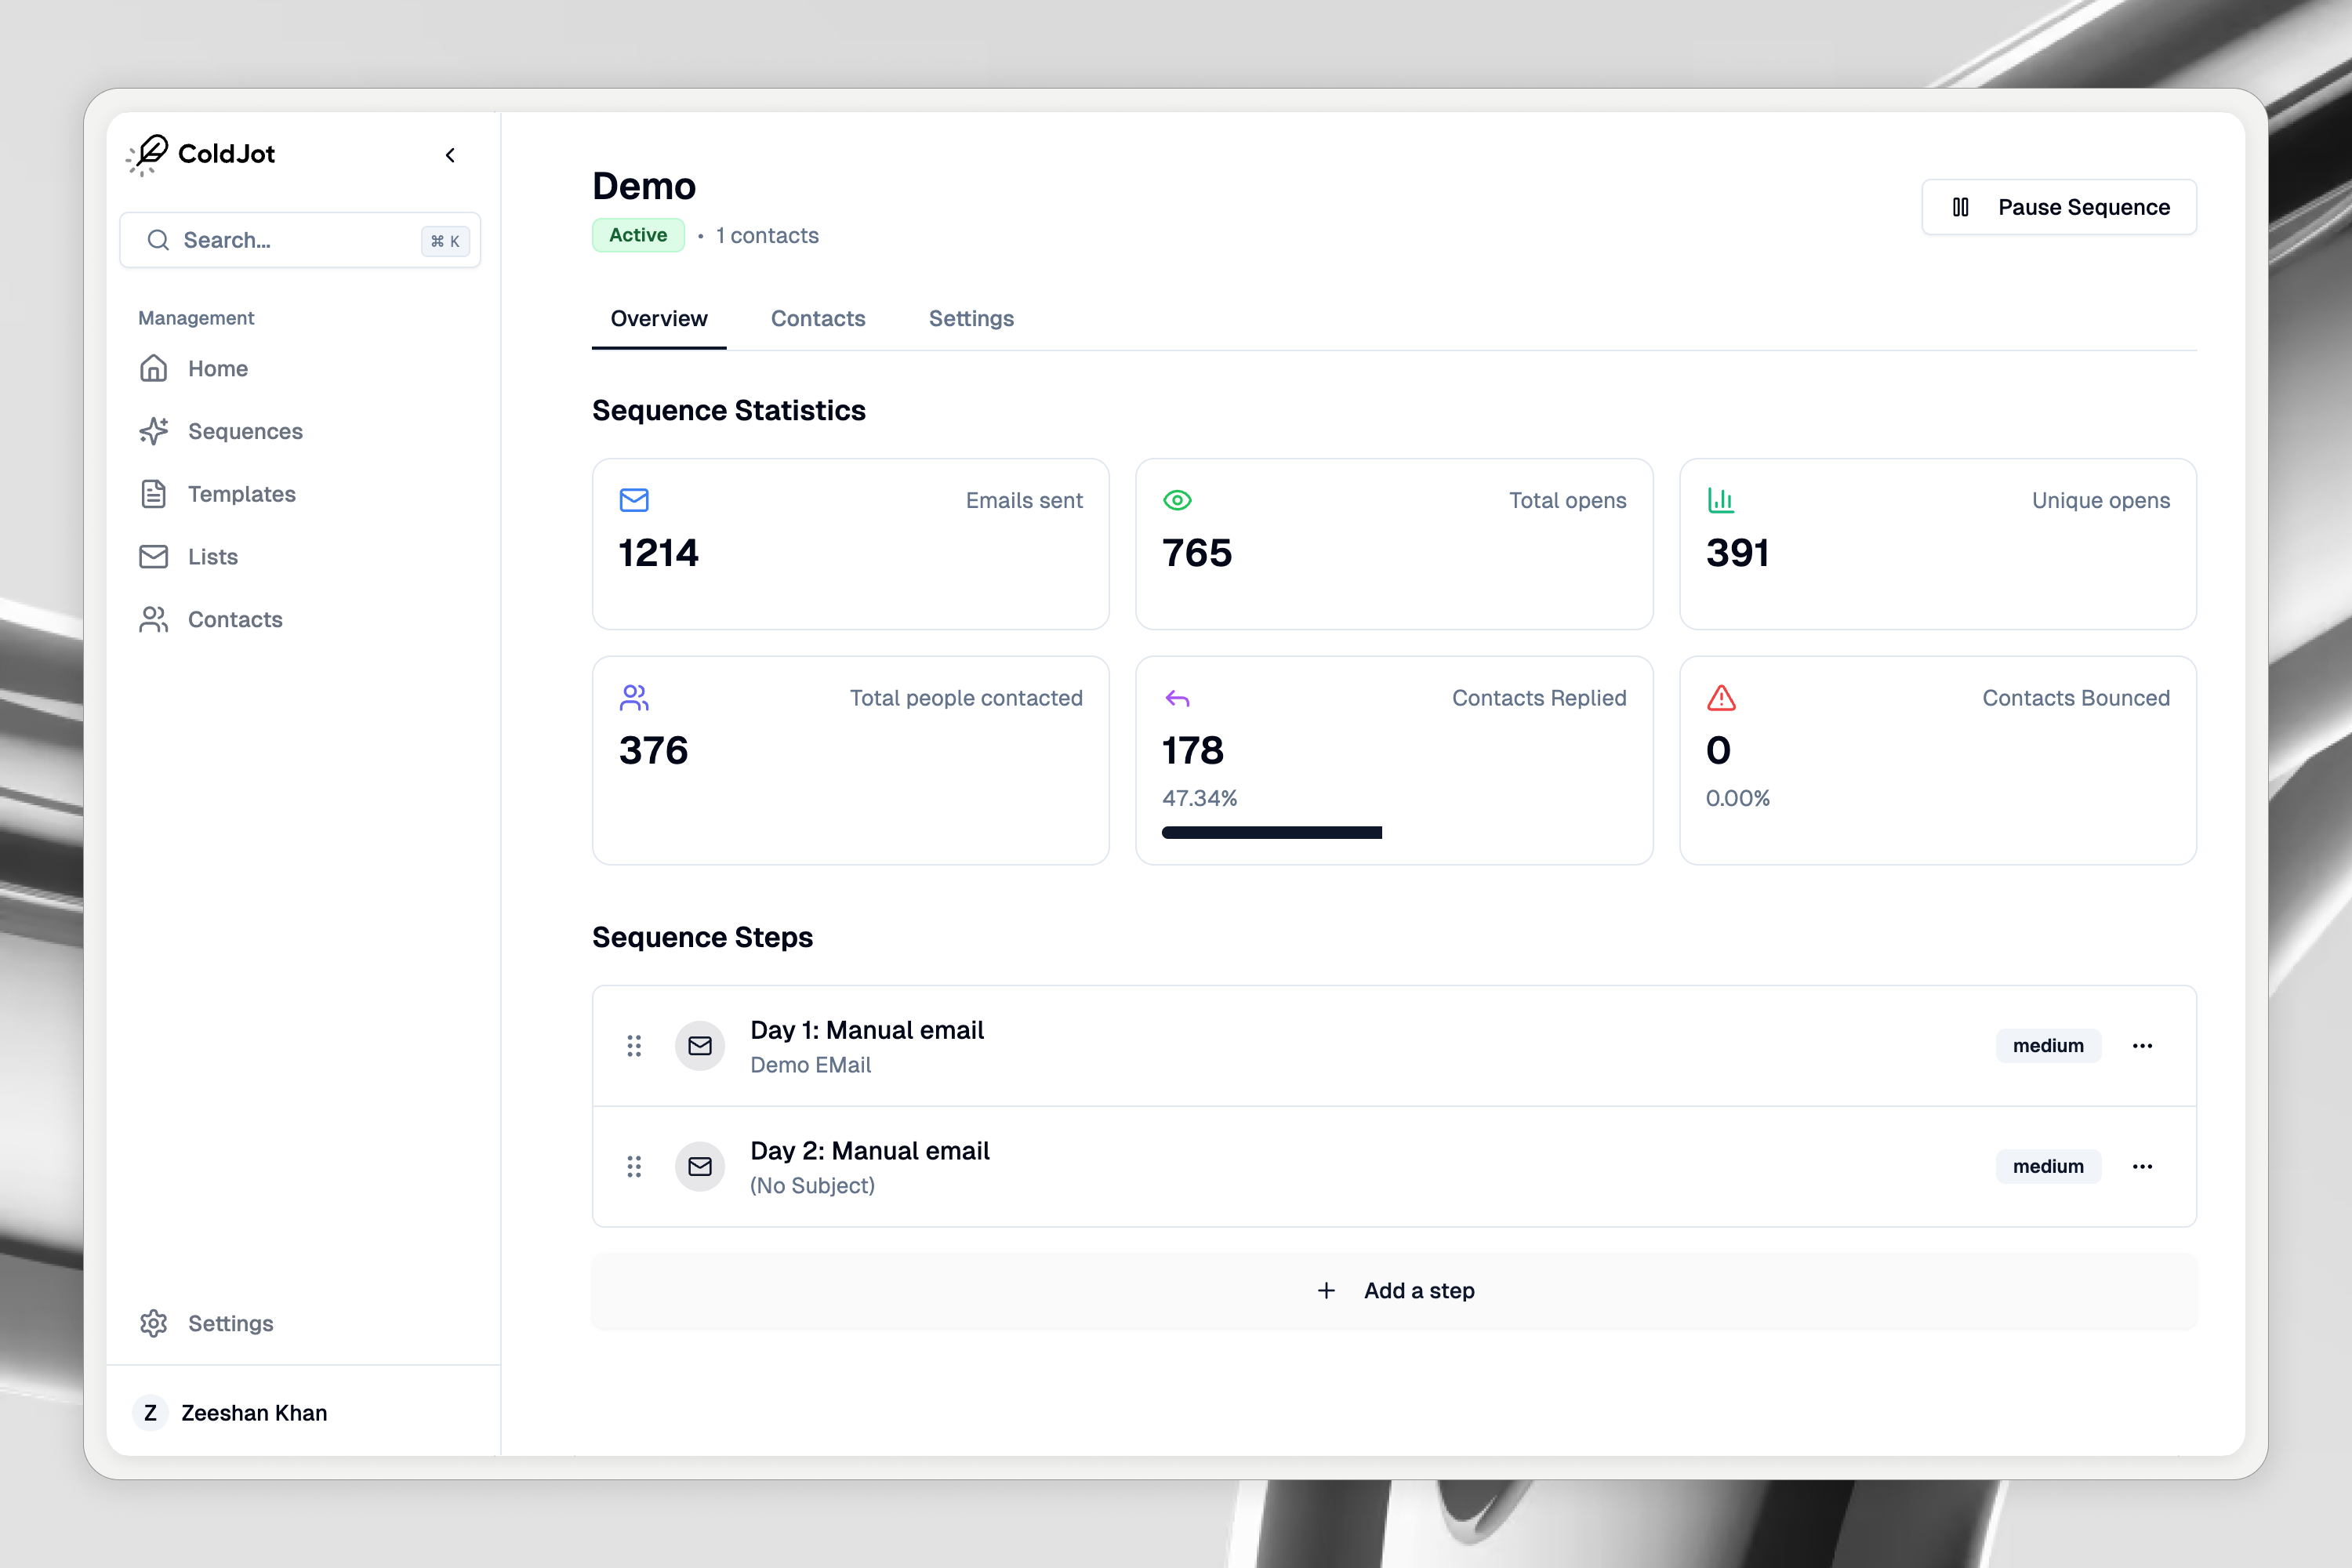 ColdJot
Search...
⌘ K
Management
Home
Sequences
Templates
Lists
Contacts
Settings
Z
Zeeshan Khan
Demo
Active • 1 contacts
Pause Sequence
Overview
Contacts
Settings
Sequence Statistics
Emails sent
1214
Total opens
765
Unique opens
391
Total people contacted
376
Contacts Replied
178
47.34%
Contacts Bounced
0
0.00%
Sequence Steps
Day 1: Manual email
Demo EMail
medium
Day 2: Manual email
(No Subject)
medium
Add a step